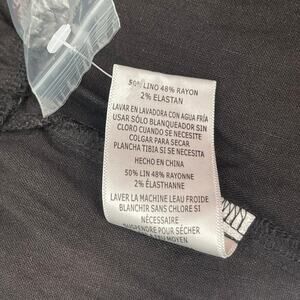 50% LINO 48% RAYON
2% ELASTAN
LAVAR EN LAVADORA CON AGUA FRÍA
USAR SÓLO BLANQUEADOR SIN
CLORO CUANDO SE NECESITE
COLGAR PARA SECAR
PLANCHA TIBIA SI SE NECESITA
HECHO EN CHINA
50% LIN 48% RAYONNE
2% ÉLASTHANNE
LAVER LA MACHINE LEAU FROIDE
BLANCHIR SANS CHLORE SI
NÉCESSAIRE
SUSPENDRE POUR SÉCHER
MOYEN